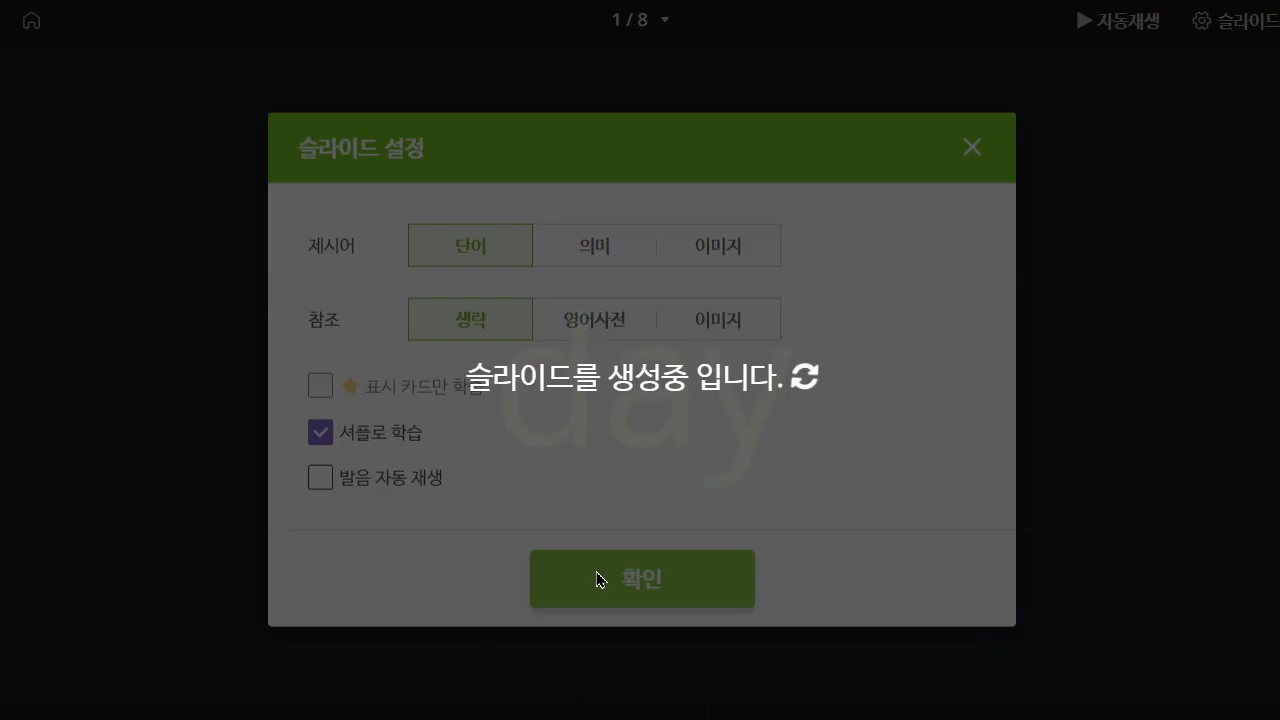 1 / 8
자동재생
슬라이드
슬라이드 설정
제시어
단어
의미
이미지
참조
생략
영어사전
이미지
슬라이드를 생성중 입니다.
표시 카드만 학습
day
셔플로 학습
발음 자동 재생
확인